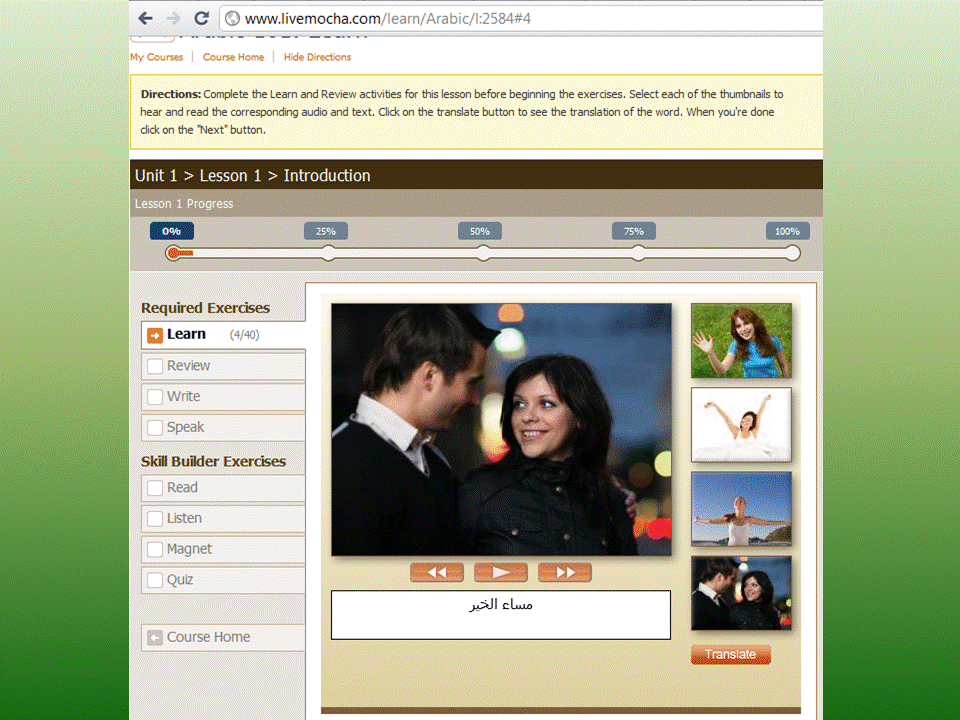 www.livemocha.com/learn/Arabic/l:2584#4
My Courses | Course Home | Hide Directions
Directions: Complete the Learn and Review activities for this lesson before beginning the exercises. Select each of the thumbnails to
hear and read the corresponding audio and text. Click on the translate button to see the translation of the word. When you're done
click on the "Next" button.
Unit 1 > Lesson 1 > Introduction
Lesson 1 Progress
0% 25% 50% 75% 100%
Required Exercises
Learn (4/40)
Review
Write
Speak
Skill Builder Exercises
Read
Listen
Magnet
Quiz
Course Home
مساء الخير
Translate